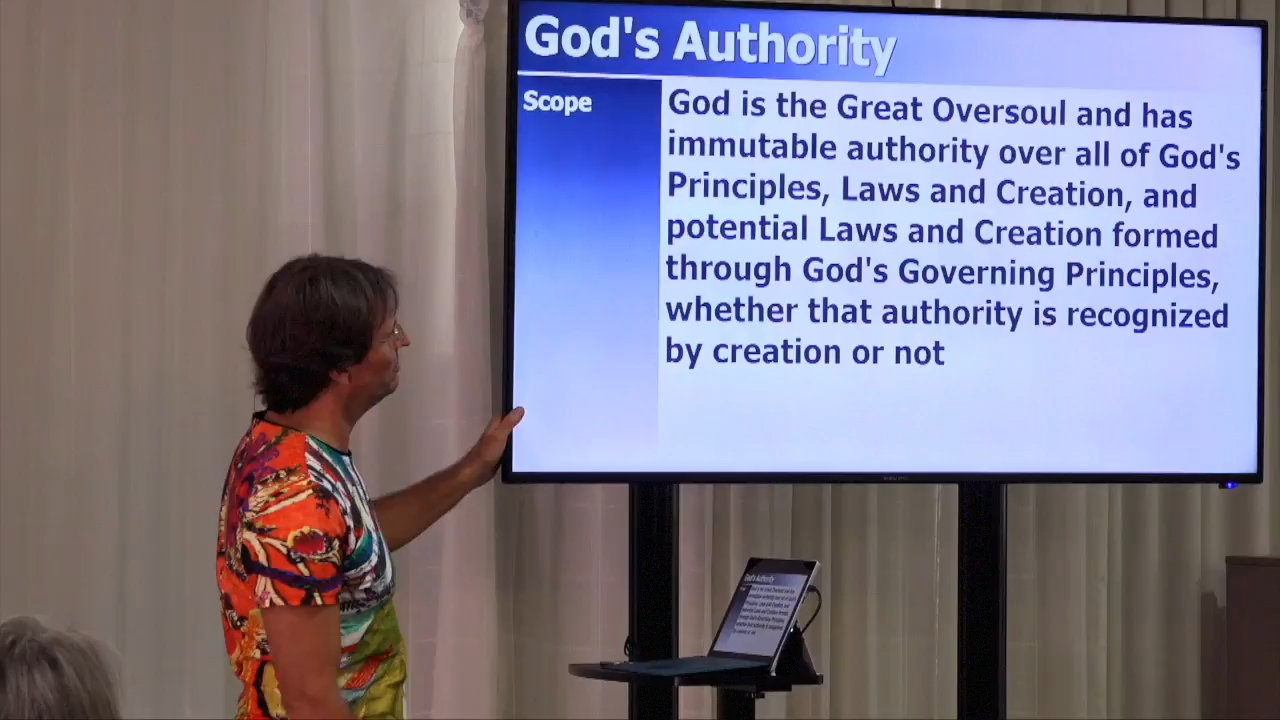 God's Authority
Scope
God is the Great Oversoul and has
immutable authority over all of God's
Principles, Laws and Creation, and
potential Laws and Creation formed
through God's Governing Principles,
whether that authority is recognized
by creation or not
God's Authority